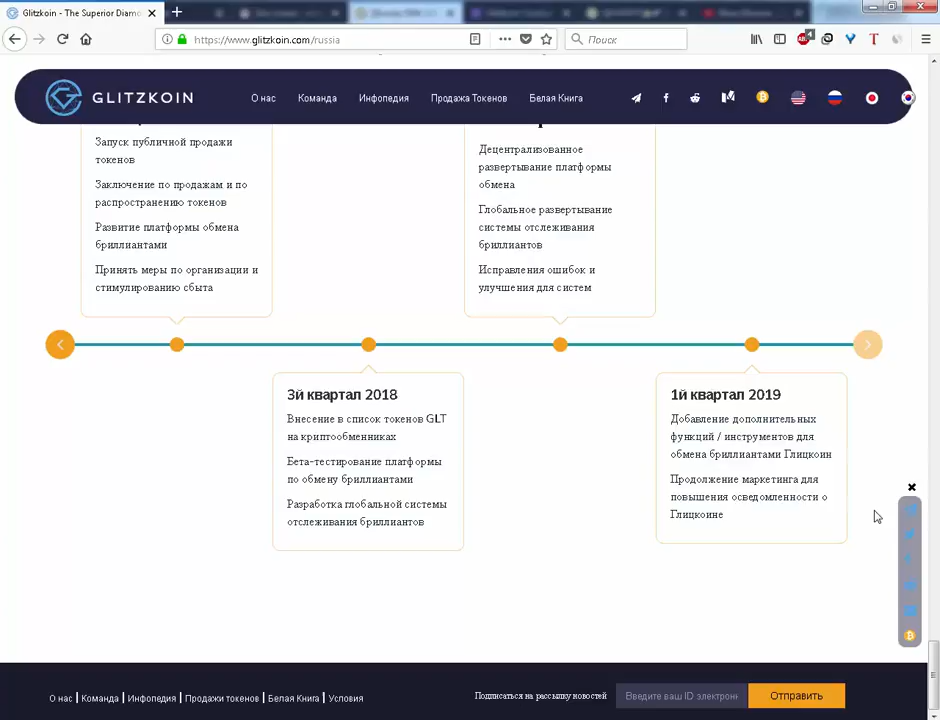 Glitzkoin - The Superior Diamo
https://www.glitzkoin.com/russia
Поиск
GLITZKOIN
О нас
Команда
Инфопедия
Продажа Токенов
Белая Книга
Запуск публичной продажи
токенов
Заключение по продажам и по
распространению токенов
Развитие платформы обмена
бриллиантами
Принять меры по организации и
стимулированию сбыта
Децентрализованное
развертывание платформы
обмена
Глобальное развертывание
системы отслеживания
бриллиантов
Исправления ошибок и
улучшения для систем
3й квартал 2018
Внесение в список токенов GLT
на криптообменниках
Бета-тестирование платформы
по обмену бриллиантами
Разработка глобальной системы
отслеживания бриллиантов
1й квартал 2019
Добавление дополнительных
функций / инструментов для
обмена бриллиантами Глицкоин
Продолжение маркетинга для
повышения осведомленности о
Глицкоине
О нас | Команда | Инфопедия | Продажи токенов | Белая Книга | Условия
Подписаться на рассылку новостей
Введите ваш ID электрон
Отправить